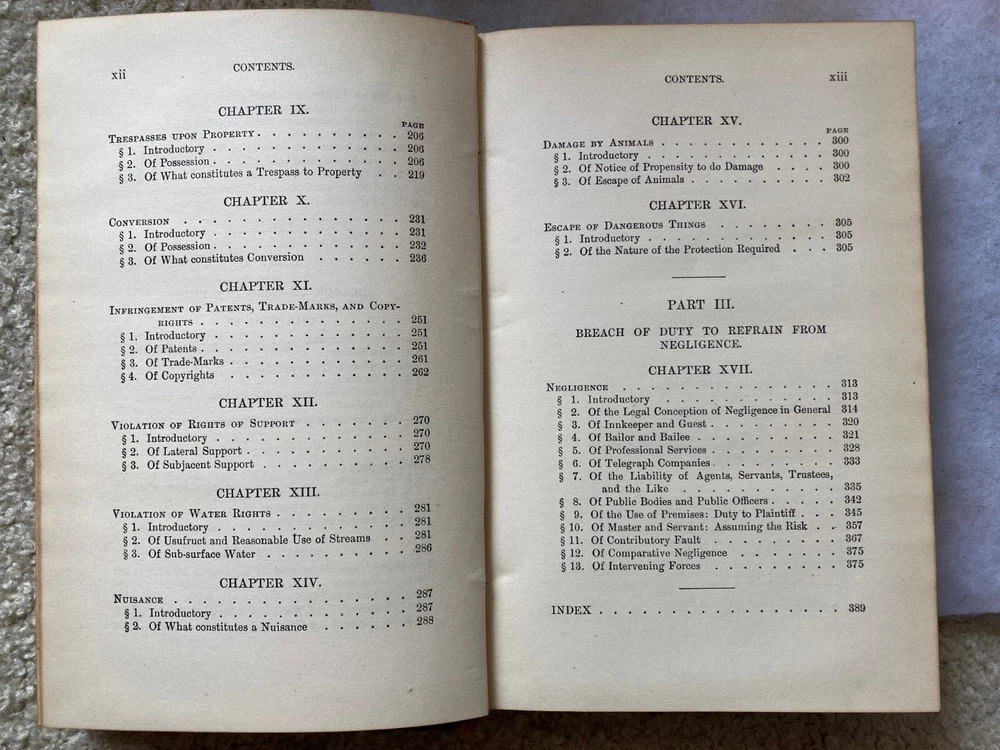 xii
CONTENTS.
CHAPTER IX.
PAGE
TRESPASSES UPON PROPERTY . . . . . . . . . . 206
§ 1. Introductory . . . . . . . . . . . . . 206
§ 2. Of Possession . . . . . . . . . . . . . 206
§ 3. Of What constitutes a Trespass to Property . . 219
CHAPTER X.
CONVERSION . . . . . . . . . . . . . . . 231
§ 1. Introductory . . . . . . . . . . . . . 231
§ 2. Of Possession . . . . . . . . . . . . . 232
§ 3. Of What constitutes Conversion . . . . . . 236
CHAPTER XI.
INFRINGEMENT OF PATENTS, TRADE-MARKS, AND COPY-
RIGHTS . . . . . . . . . . . . . . 251
§ 1. Introductory . . . . . . . . . . . . . 251
§ 2. Of Patents . . . . . . . . . . . . . . 251
§ 3. Of Trade-Marks . . . . . . . . . . . . 261
§ 4. Of Copyrights . . . . . . . . . . . . 262
CHAPTER XII.
VIOLATION OF RIGHTS OF SUPPORT . . . . . . . 270
§ 1. Introductory . . . . . . . . . . . . . 270
§ 2. Of Lateral Support . . . . . . . . . . . 270
§ 3. Of Subjacent Support . . . . . . . . . . 278
CHAPTER XIII.
VIOLATION OF WATER RIGHTS . . . . . . . . . 281
§ 1. Introductory . . . . . . . . . . . . . 281
§ 2. Of Usufruct and Reasonable Use of Streams . . 281
§ 3. Of Sub-surface Water . . . . . . . . . . 286
CHAPTER XIV.
NUISANCE . . . . . . . . . . . . . . . . 287
§ 1. Introductory . . . . . . . . . . . . . 287
§ 2. Of What constitutes a Nuisance . . . . . . 288
CONTENTS.
xiii
CHAPTER XV.
PAGE
DAMAGE BY ANIMALS . . . . . . . . . . . . 300
§ 1. Introductory . . . . . . . . . . . . . 300
§ 2. Of Notice of Propensity to do Damage . . . . 300
§ 3. Of Escape of Animals . . . . . . . . . . 302
CHAPTER XVI.
ESCAPE OF DANGEROUS THINGS . . . . . . . . 305
§ 1. Introductory . . . . . . . . . . . . . 305
§ 2. Of the Nature of the Protection Required . . . 305
PART III.
BREACH OF DUTY TO REFRAIN FROM
NEGLIGENCE.
CHAPTER XVII.
NEGLIGENCE . . . . . . . . . . . . . . . 313
§ 1. Introductory . . . . . . . . . . . . . 313
§ 2. Of the Legal Conception of Negligence in General 314
§ 3. Of Innkeeper and Guest . . . . . . . . . 320
§ 4. Of Bailor and Bailee . . . . . . . . . . 321
§ 5. Of Professional Services . . . . . . . . . 328
§ 6. Of Telegraph Companies . . . . . . . . . 333
§ 7. Of the Liability of Agents, Servants, Trustees,
and the Like . . . . . . . . . . . 335
§ 8. Of Public Bodies and Public Officers . . . . . 342
§ 9. Of the Use of Premises: Duty to Plaintiff . . . 345
§ 10. Of Master and Servant: Assuming the Risk . . 357
§ 11. Of Contributory Fault . . . . . . . . . . 367
§ 12. Of Comparative Negligence . . . . . . . . 375
§ 13. Of Intervening Forces . . . . . . . . . . 375
INDEX . . . . . . . . . . . . . . . . . 389